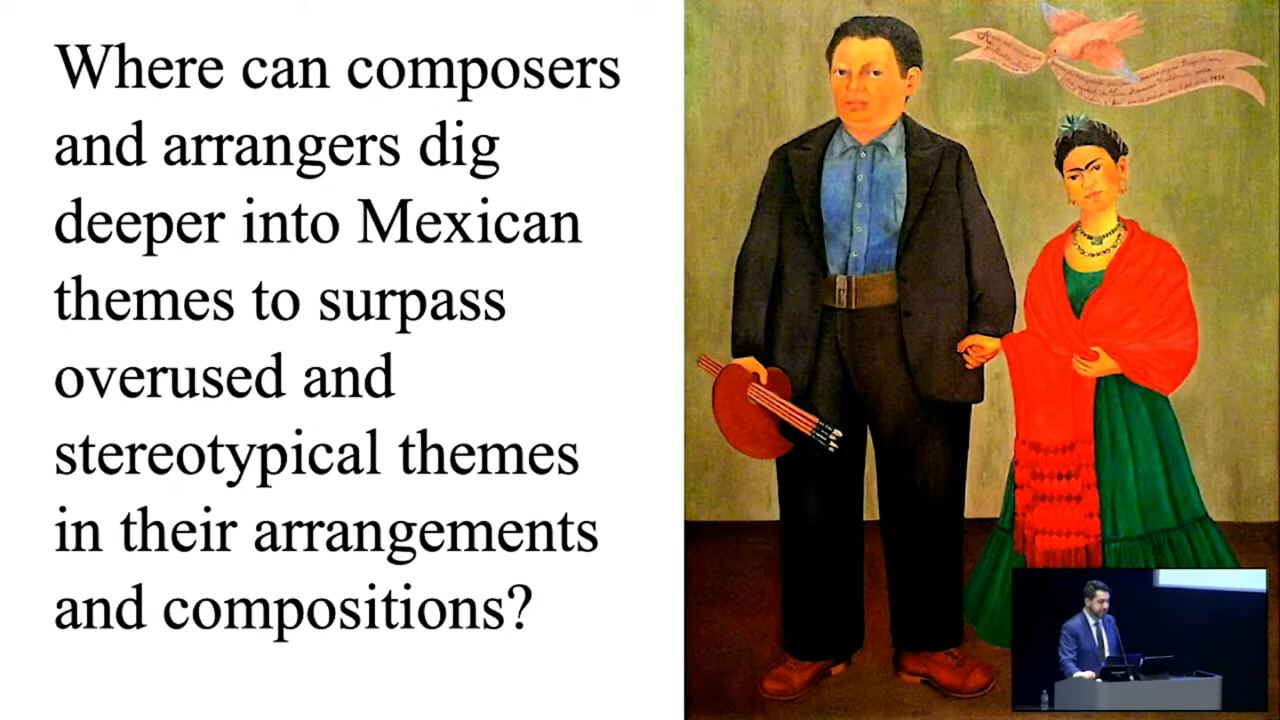 Where can composers
and arrangers dig
deeper into Mexican
themes to surpass
overused and
stereotypical themes
in their arrangements
and compositions?